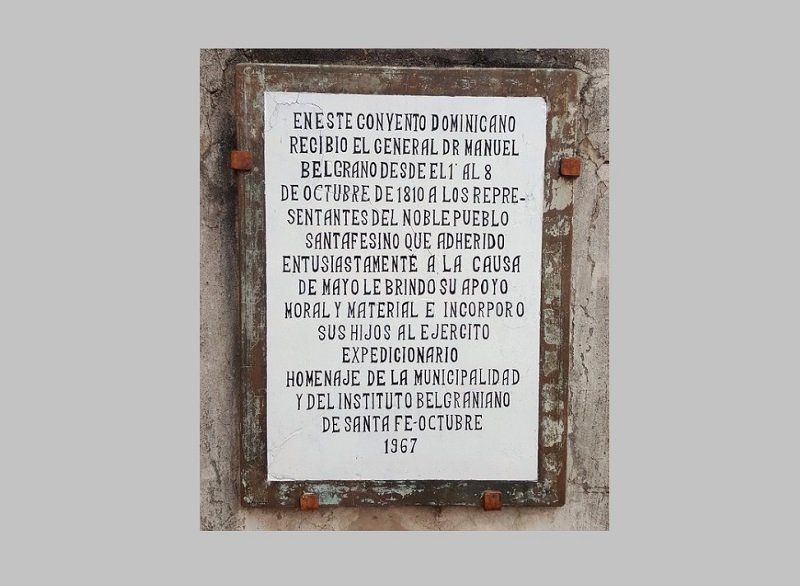 EN ESTE CONVENTO DOMINICANO
RECIBIO EL GENERAL DR MANUEL
BELGRANO DESDE EL 1° AL 8
DE OCTUBRE DE 1810 A LOS REPRE-
SENTANTES DEL NOBLE PUEBLO
SANTAFESINO QUE ADHERIDO
ENTUSIASTAMENTE A LA CAUSA
DE MAYO LE BRINDO SU APOYO
MORAL Y MATERIAL E INCORPORO
SUS HIJOS AL EJERCITO
EXPEDICIONARIO
HOMENAJE DE LA MUNICIPALIDAD
Y DEL INSTITUTO BELGRANIANO
DE SANTA FE-OCTUBRE
1967